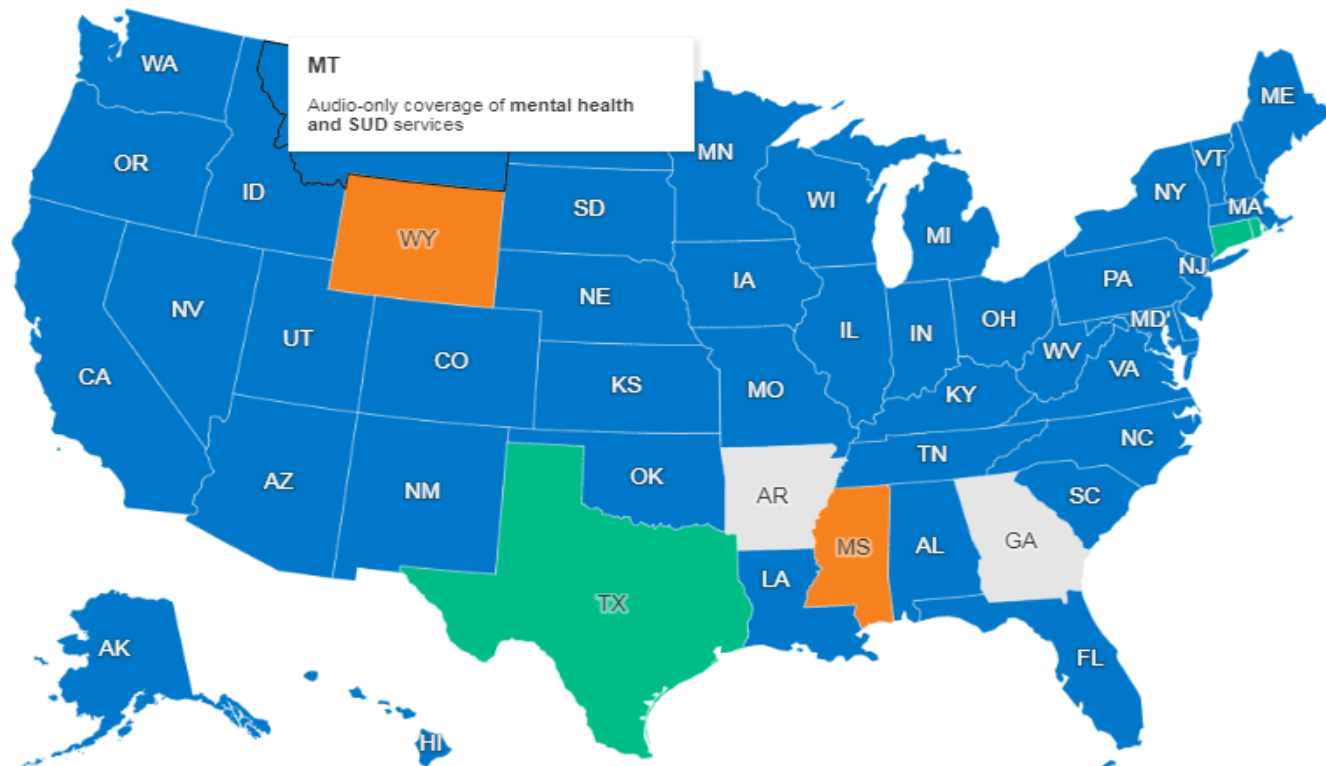 WA
MT
Audio-only coverage of mental health
and SUD services
ME
MN
VT
OR
ID
SD
WI
NY
MA
WY
MI
NJ
PA
IA
NE
NV
OH
MD
IL
IN
UT
CO
WV
VA
CA
KS
MO
KY
NC
TN
AZ
NM
OK
AR
SC
GA
MS
AL
LA
TX
AK
FL
HI